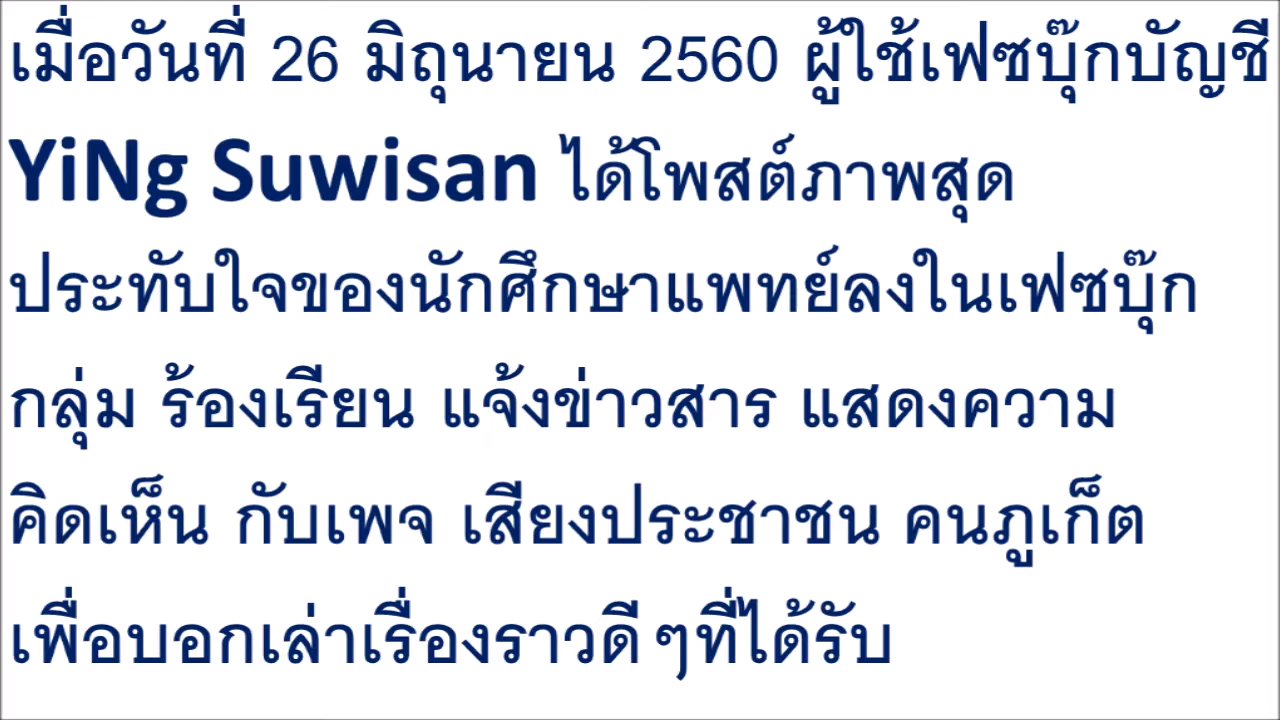 เมื่อวันที่ 26 มิถุนายน 2560 ผู้ใช้เฟซบุ๊กบัญชี
YiNg Suwisan ได้โพสต์ภาพสุด
ประทับใจของนักศึกษาแพทย์ลงในเฟซบุ๊ก
กลุ่ม ร้องเรียน แจ้งข่าวสาร แสดงความ
คิดเห็น กับเพจ เสียงประชาชน คนภูเก็ต
เพื่อบอกเล่าเรื่องราวดีๆที่ได้รับ